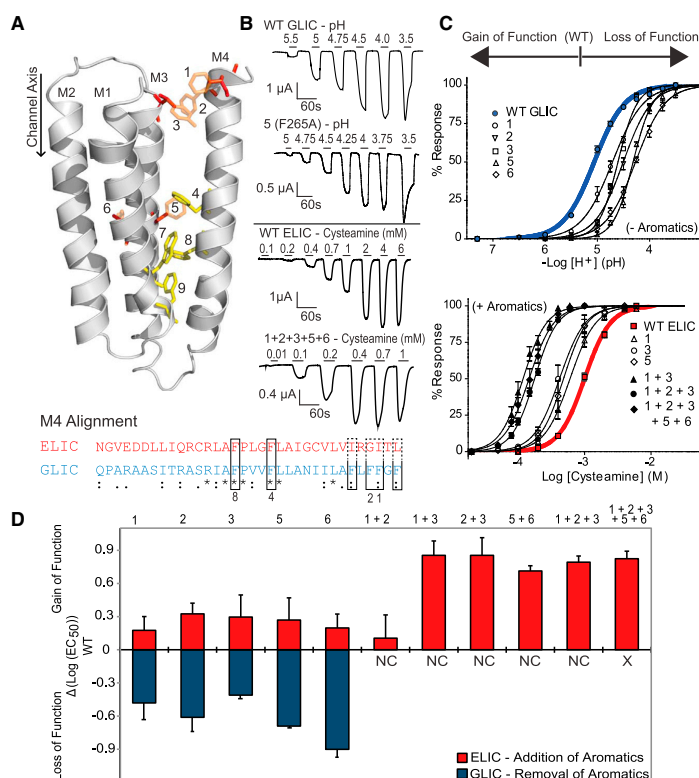 A
Channel Axis
M2
M1
M3
M4
1
2
3
4
5
6
7
8
9
M4 Alignment
ELIC NGVEDDLLIQRCRLAFPLGFLAIGCVLVIRGITL
GLIC QPARAASITRASRIAFPVVFLLANIILAFLFFGF
8 4 2 1
B
WT GLIC - pH
5.5 5 4.75 4.5 4.0 3.5
1 µA
60s
5 (F265A) - pH
5 4.75 4.5 4.25 4 3.75 3.5
0.5 µA
60s
WT ELIC - Cysteamine (mM)
0.1 0.2 0.4 0.7 1 2 4 6
1µA
60s
1+2+3+5+6 - Cysteamine (mM)
0.01 0.1 0.2 0.4 0.7 1
0.4 µA
60s
C
Gain of Function (WT) Loss of Function
% Response
100
75
50
25
0
WT GLIC
1
2
3
5
6
(- Aromatics)
7 6 5 4
-Log [H+] (pH)
(+ Aromatics)
% Response
100
75
50
25
0
WT ELIC
1
3
5
1 + 3
1 + 2 + 3
1 + 2 + 3
+ 5 + 6
-4 -3 -2
Log [Cysteamine] (M)
D
1 2 3 5 6 1 + 2 1 + 3 2 + 3 5 + 6 1 + 2 + 3 1 + 2 + 3
+ 5 + 6
Gain of Function
WT
Loss of Function
Δ(Log (EC50))
0.9
0.6
0.3
0
-0.3
-0.6
-0.9
NC NC NC NC NC X
ELIC - Addition of Aromatics
GLIC - Removal of Aromatics